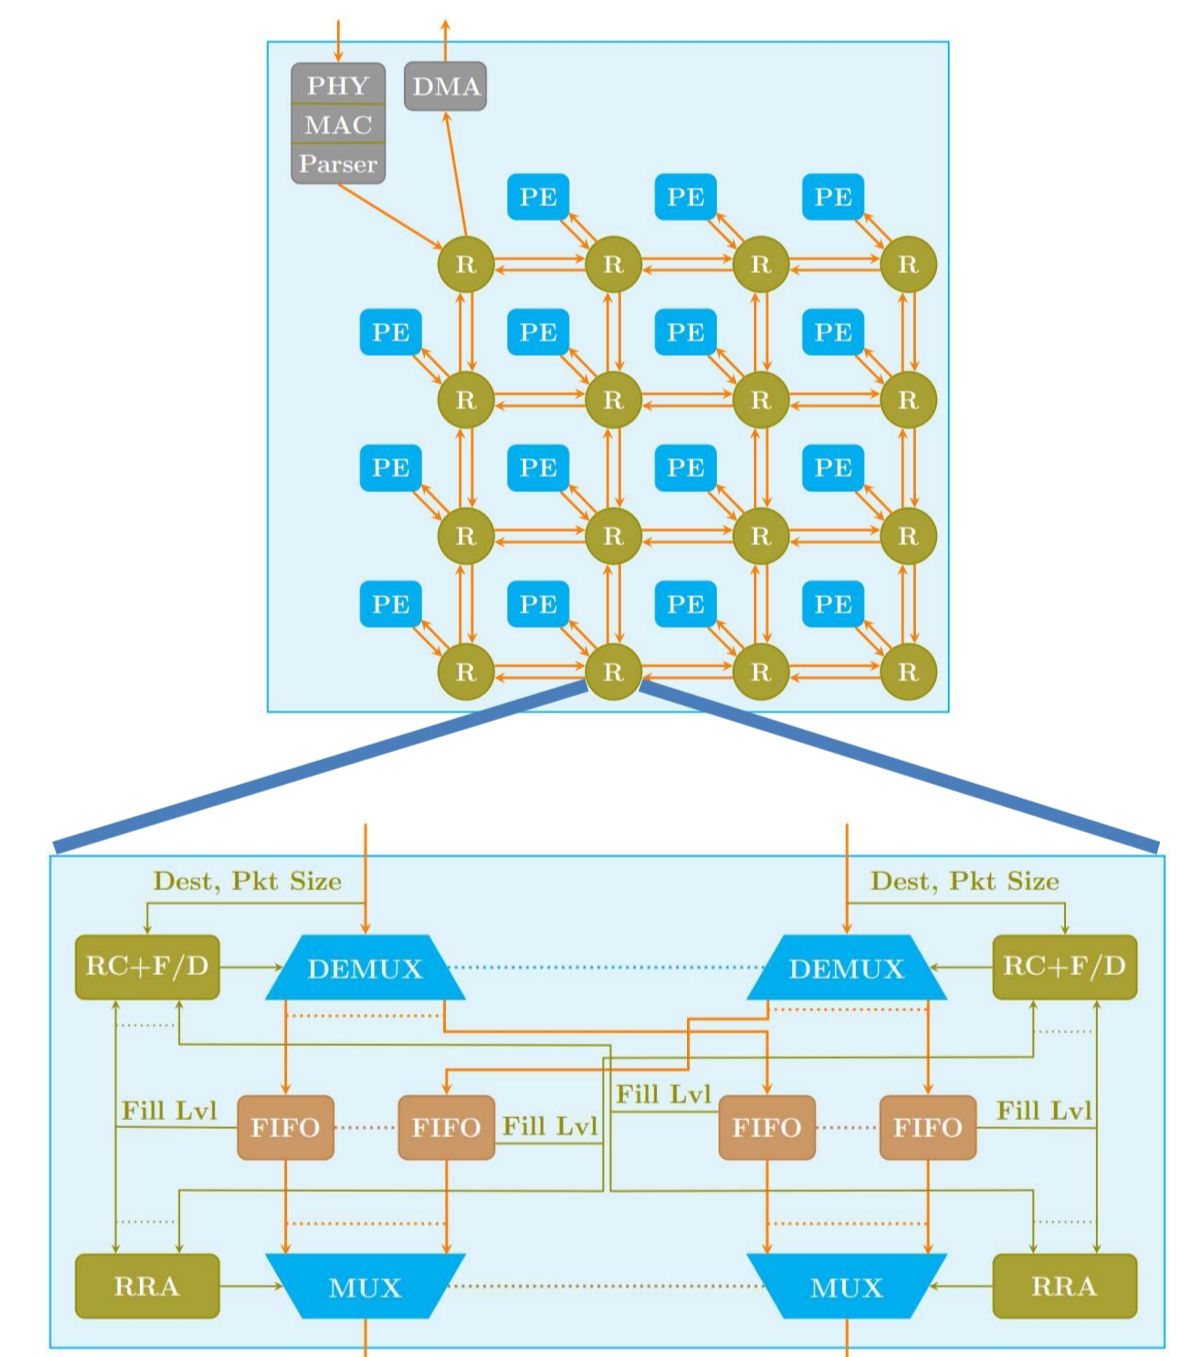 PHY
DMA
MAC
Parser
PE
PE
PE
R
R
R
R
PE
PE
PE
PE
R
R
R
R
PE
PE
PE
PE
R
R
R
R
PE
PE
PE
PE
R
R
R
R
Dest, Pkt Size
Dest, Pkt Size
RC+F/D
DEMUX
DEMUX
RC+F/D
Fill Lvl
FIFO
FIFO
Fill Lvl
Fill Lvl
FIFO
FIFO
Fill Lvl
RRA
MUX
MUX
RRA